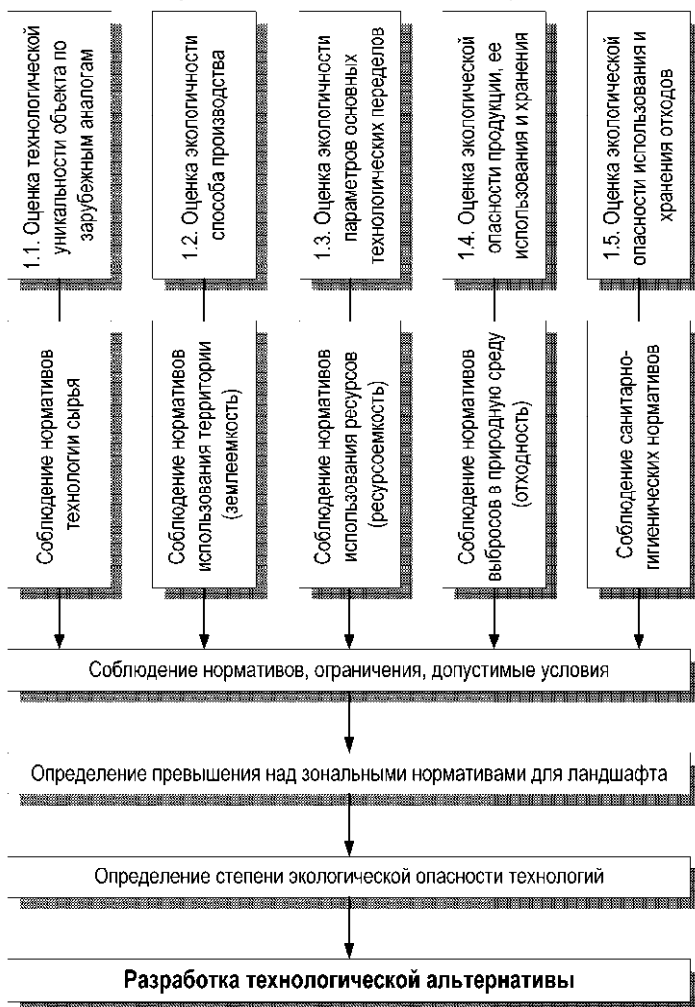 1.1. Оценка технологической
уникальности объекта по
зарубежным аналогам
1.2. Оценка экологичности
способа производства
1.3. Оценка экологичности
параметров основных
технологических переделов
1.4. Оценка экологической
опасности продукции, ее
использования и хранения
1.5. Оценка экологической
опасности использования и
хранения отходов
Соблюдение нормативов
технологии сырья
Соблюдение нормативов
использования территории
(землеемкость)
Соблюдение нормативов
использования ресурсов
(ресурсоемкость)
Соблюдение нормативов
выбросов в природную среду
(отходность)
Соблюдение санитарно-
гигиенических нормативов
Соблюдение нормативов, ограничения, допустимые условия
Определение превышения над зональными нормативами для ландшафта
Определение степени экологической опасности технологий
Разработка технологической альтернативы